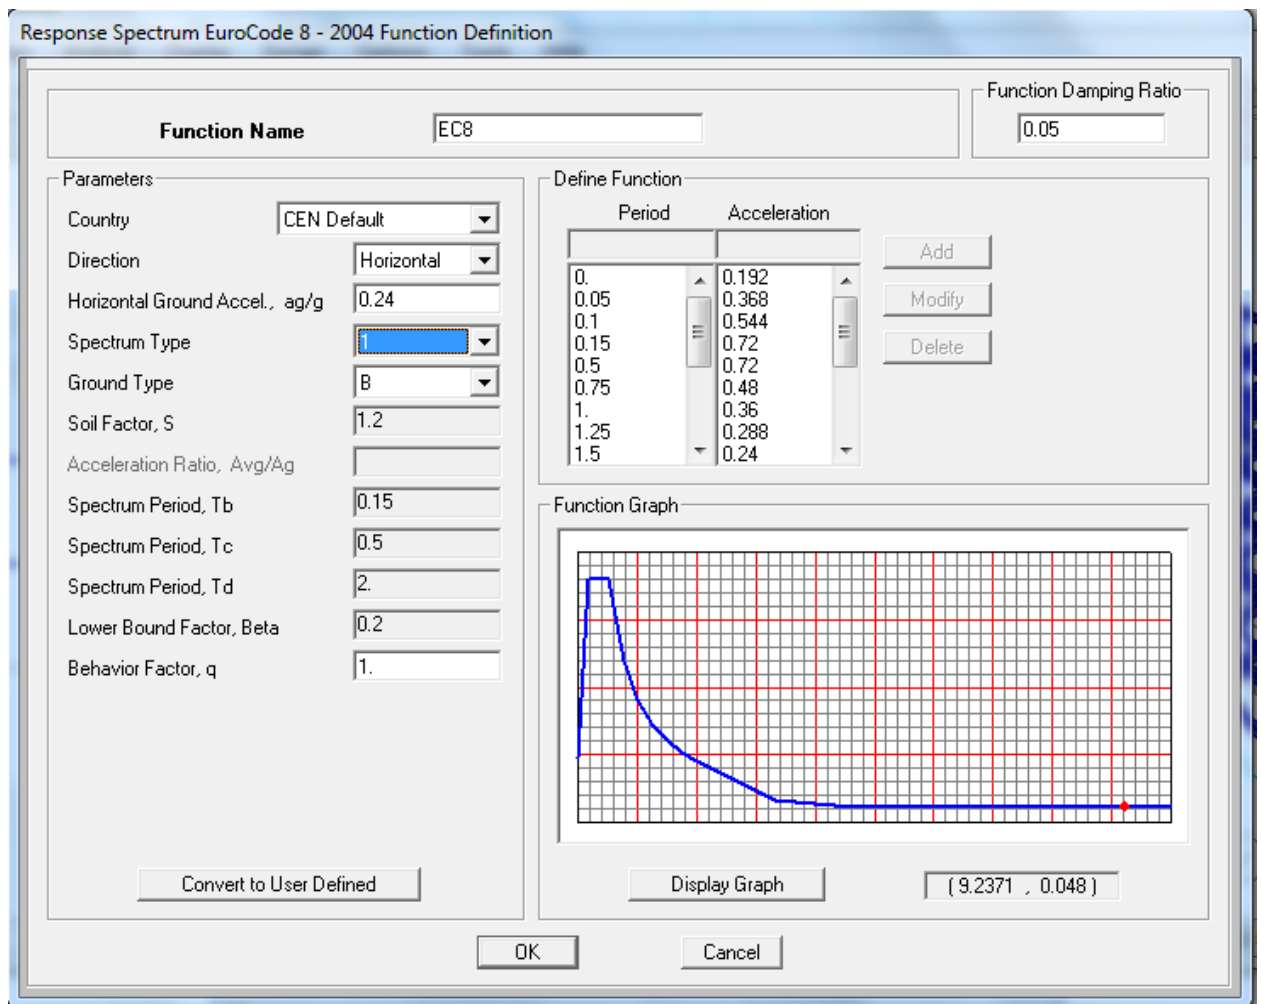 Response Spectrum EuroCode 8 - 2004 Function Definition
Function Name
EC8
Function Damping Ratio
0.05
Parameters
Country
CEN Default
Direction
Horizontal
Horizontal Ground Accel., ag/g
0.24
Spectrum Type
1
Ground Type
B
Soil Factor, S
1.2
Acceleration Ratio, Avg/Ag
Spectrum Period, Tb
0.15
Spectrum Period, Tc
0.5
Spectrum Period, Td
2.
Lower Bound Factor, Beta
0.2
Behavior Factor, q
1.
Convert to User Defined
Define Function
Period Acceleration
0. 0.192
0.05 0.368
0.1 0.544
0.15 0.72
0.5 0.72
0.75 0.48
1. 0.36
1.25 0.288
1.5 0.24
Add
Modify
Delete
Function Graph
Display Graph
( 9.2371 , 0.048 )
OK
Cancel